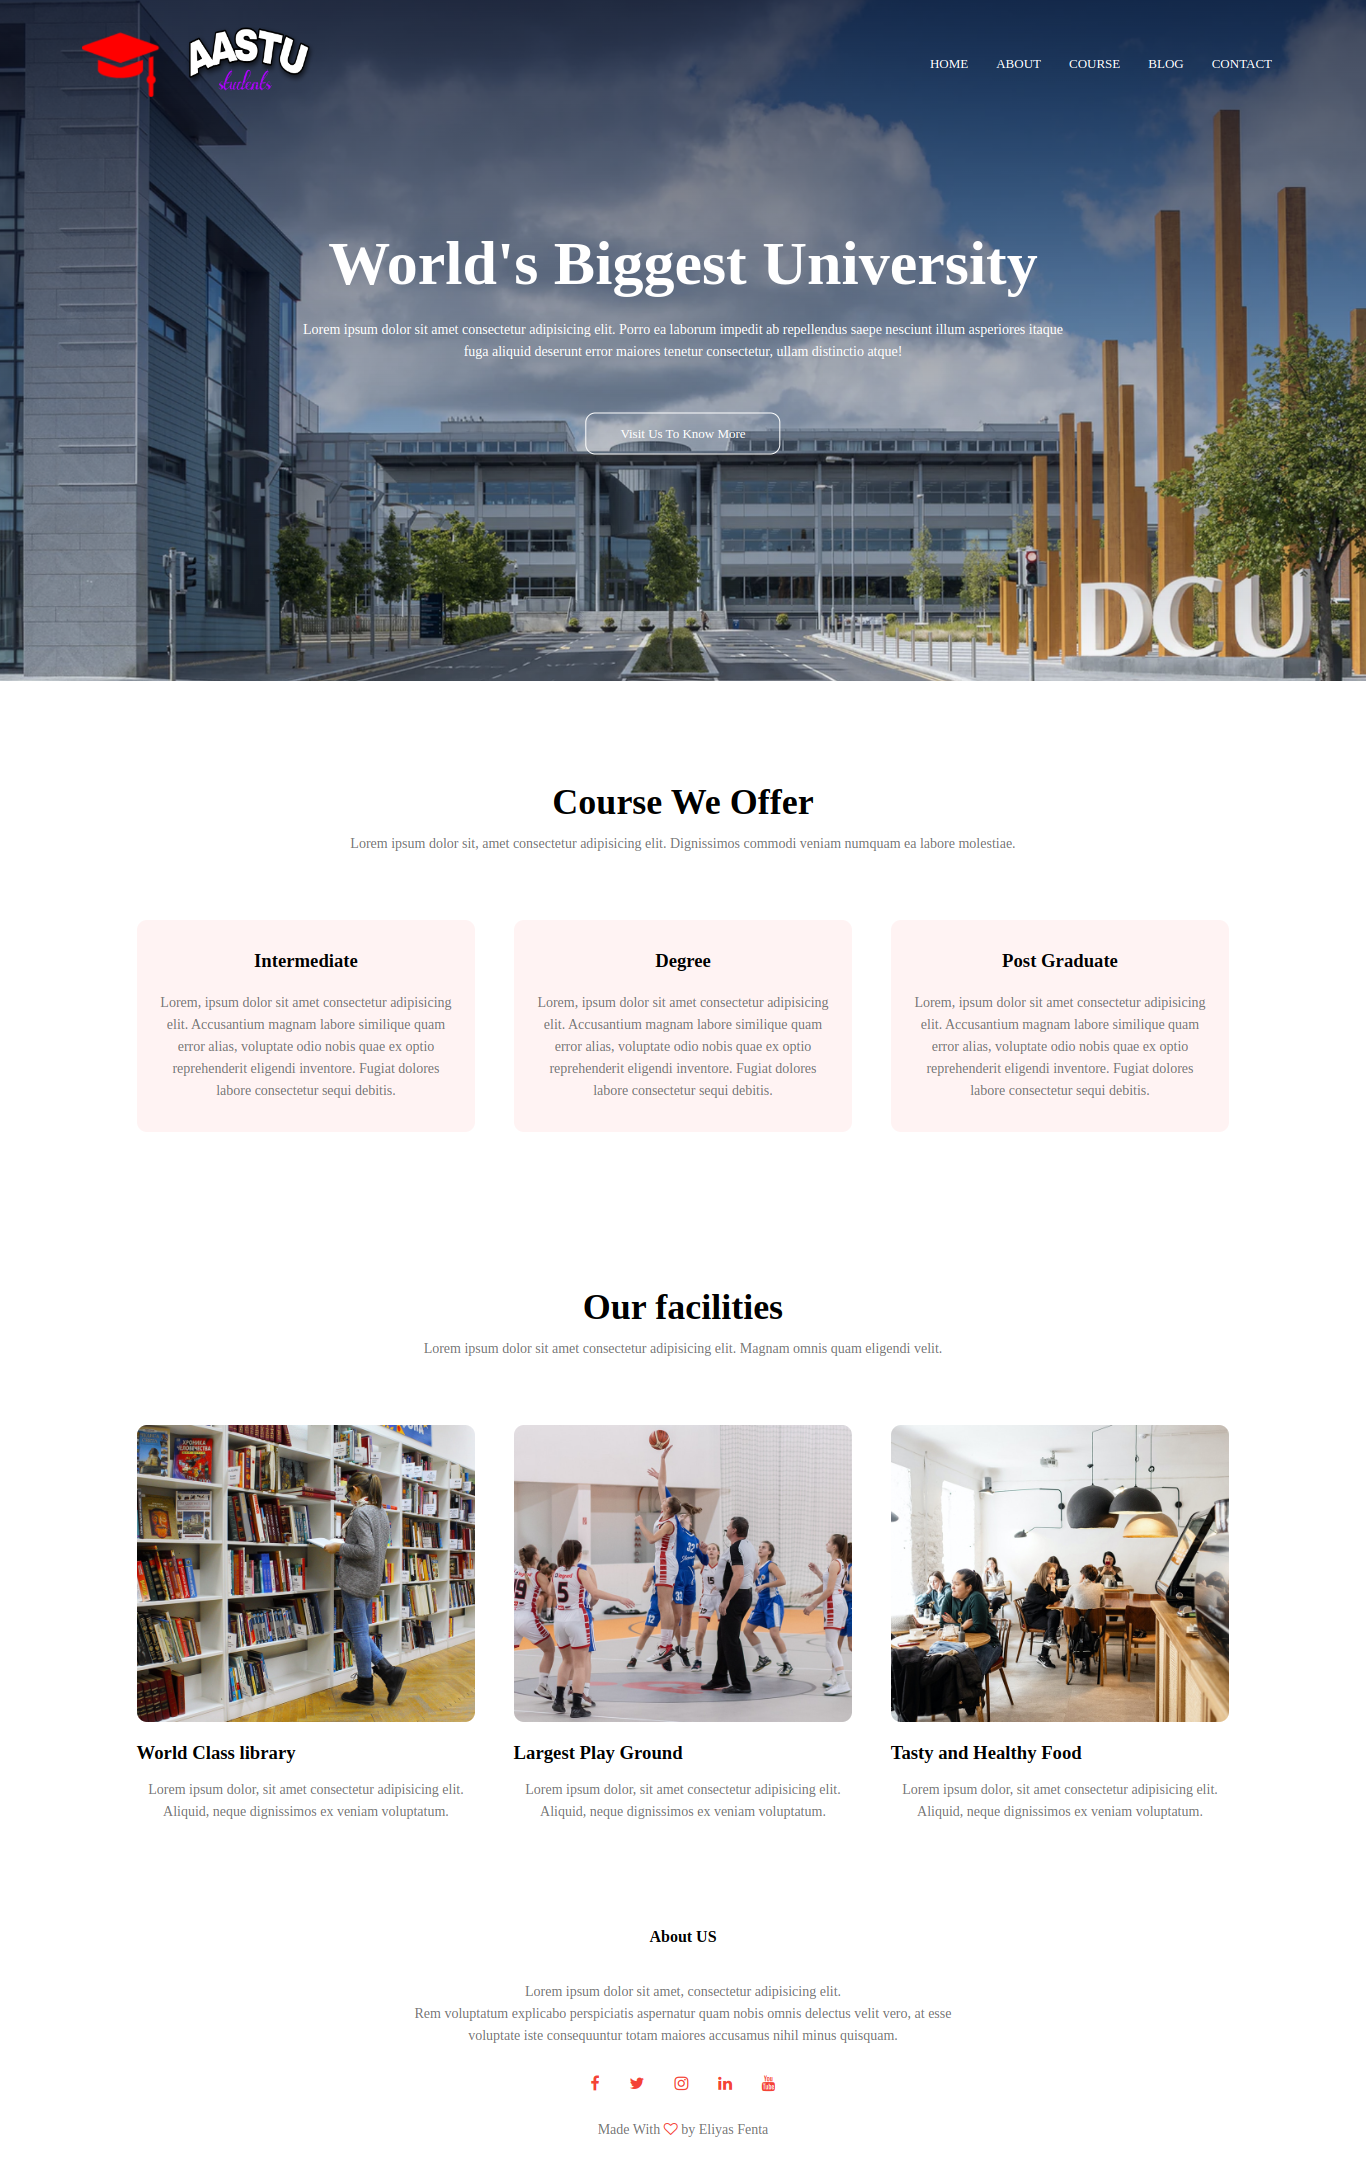 AASTU
students
HOME ABOUT COURSE BLOG CONTACT
World's Biggest University
Lorem ipsum dolor sit amet consectetur adipisicing elit. Porro ea laborum impedit ab repellendus saepe nesciunt illum asperiores itaque
fuga aliquid deserunt error maiores tenetur consectetur, ullam distinctio atque!
Visit Us To Know More
DCU
Course We Offer
Lorem ipsum dolor sit, amet consectetur adipisicing elit. Dignissimos commodi veniam numquam ea labore molestiae.
Intermediate
Lorem, ipsum dolor sit amet consectetur adipisicing
elit. Accusantium magnam labore similique quam
error alias, voluptate odio nobis quae ex optio
reprehenderit eligendi inventore. Fugiat dolores
labore consectetur sequi debitis.
Degree
Lorem, ipsum dolor sit amet consectetur adipisicing
elit. Accusantium magnam labore similique quam
error alias, voluptate odio nobis quae ex optio
reprehenderit eligendi inventore. Fugiat dolores
labore consectetur sequi debitis.
Post Graduate
Lorem, ipsum dolor sit amet consectetur adipisicing
elit. Accusantium magnam labore similique quam
error alias, voluptate odio nobis quae ex optio
reprehenderit eligendi inventore. Fugiat dolores
labore consectetur sequi debitis.
Our facilities
Lorem ipsum dolor sit amet consectetur adipisicing elit. Magnam omnis quam eligendi velit.
ХРОНИКА
ЧЕЛОВЕЧЕСТВА
5
32
33
12
15
World Class library
Lorem ipsum dolor, sit amet consectetur adipisicing elit.
Aliquid, neque dignissimos ex veniam voluptatum.
Largest Play Ground
Lorem ipsum dolor, sit amet consectetur adipisicing elit.
Aliquid, neque dignissimos ex veniam voluptatum.
Tasty and Healthy Food
Lorem ipsum dolor, sit amet consectetur adipisicing elit.
Aliquid, neque dignissimos ex veniam voluptatum.
About US
Lorem ipsum dolor sit amet, consectetur adipisicing elit.
Rem voluptatum explicabo perspiciatis aspernatur quam nobis omnis delectus velit vero, at esse
voluptate iste consequuntur totam maiores accusamus nihil minus quisquam.
You Tube
Made With ♡ by Eliyas Fenta